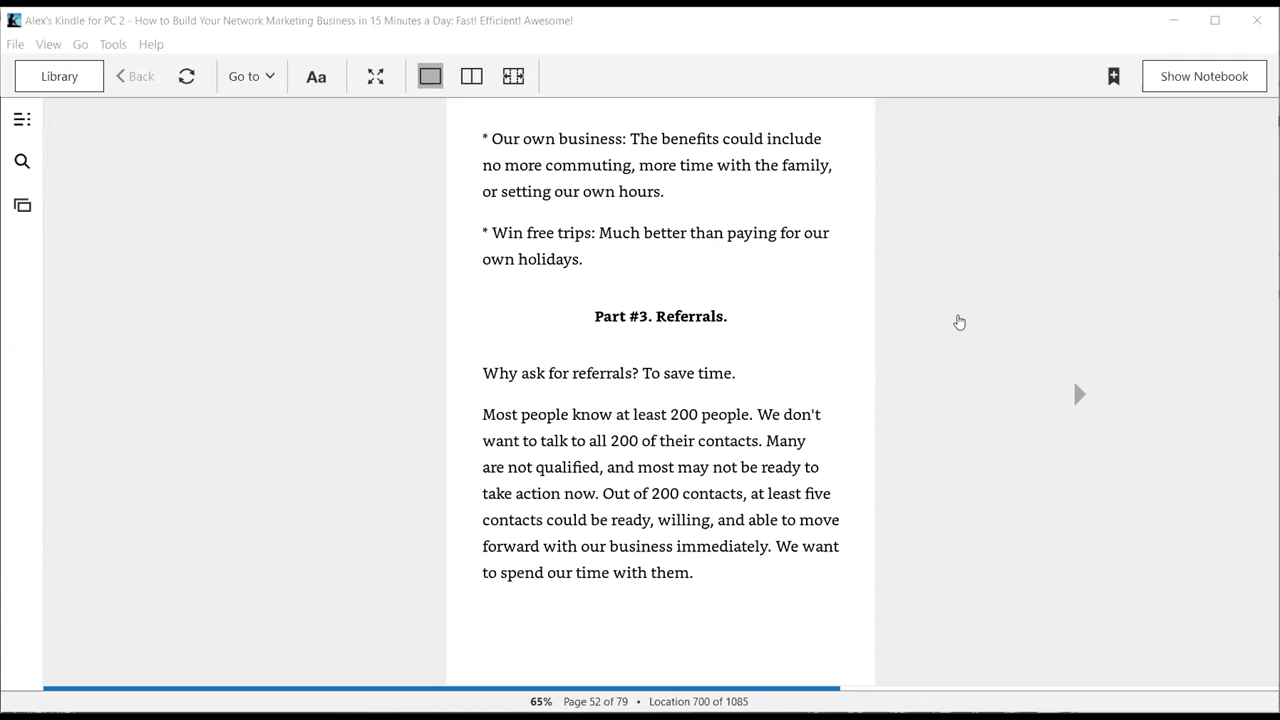 Alex's Kindle for PC 2 - How to Build Your Network Marketing Business in 15 Minutes a Day: Fast! Efficient! Awesome!
File View Go Tools Help
Library Back Go to Aa Show Notebook
* Our own business: The benefits could include
no more commuting, more time with the family,
or setting our own hours.
* Win free trips: Much better than paying for our
own holidays.
Part #3. Referrals.
Why ask for referrals? To save time.
Most people know at least 200 people. We don't
want to talk to all 200 of their contacts. Many
are not qualified, and most may not be ready to
take action now. Out of 200 contacts, at least five
contacts could be ready, willing, and able to move
forward with our business immediately. We want
to spend our time with them.
65% Page 52 of 79 • Location 700 of 1085